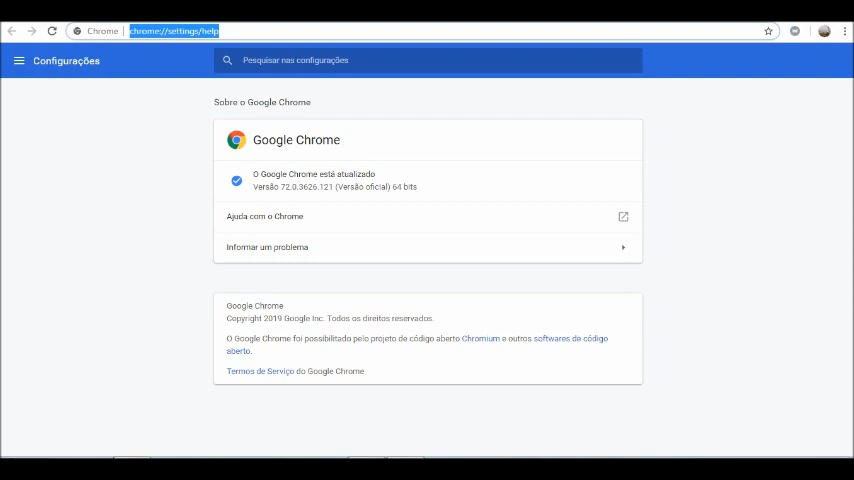 Chrome | chrome://settings/help
Configurações
Pesquisar nas configurações
Sobre o Google Chrome
Google Chrome
O Google Chrome está atualizado
Versão 72.0.3626.121 (Versão oficial) 64 bits
Ajuda com o Chrome
Informar um problema
Google Chrome
Copyright 2019 Google Inc. Todos os direitos reservados.
O Google Chrome foi possibilitado pelo projeto de código aberto Chromium e outros softwares de código
aberto.
Termos de Serviço do Google Chrome